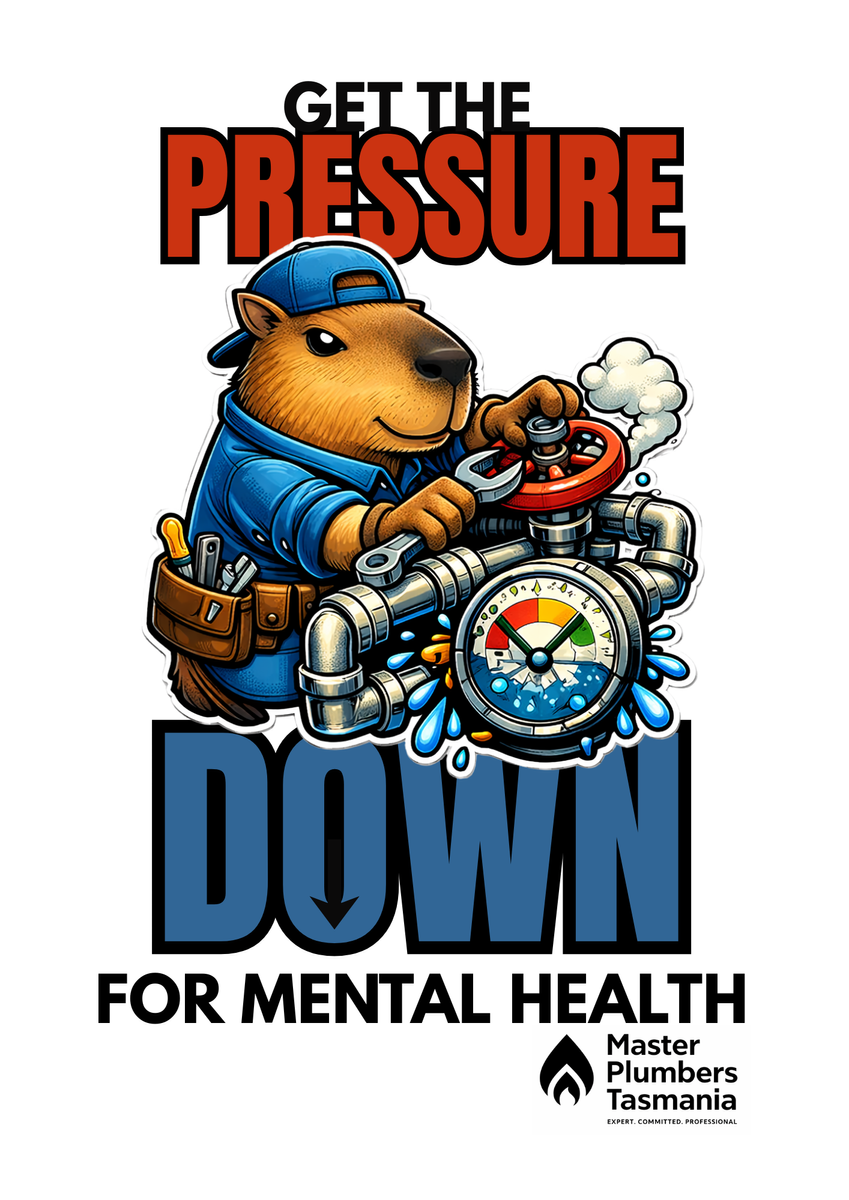 GET THE
PRESSURE
DOWN
FOR MENTAL HEALTH
Master
Plumbers
Tasmania
EXPERT. COMMITTED. PROFESSIONAL